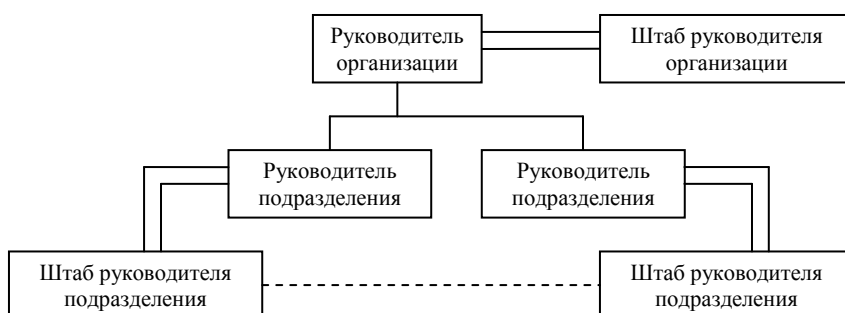 Руководитель
организации
Штаб руководителя
организации
Руководитель
подразделения
Руководитель
подразделения
Штаб руководителя
подразделения
Штаб руководителя
подразделения